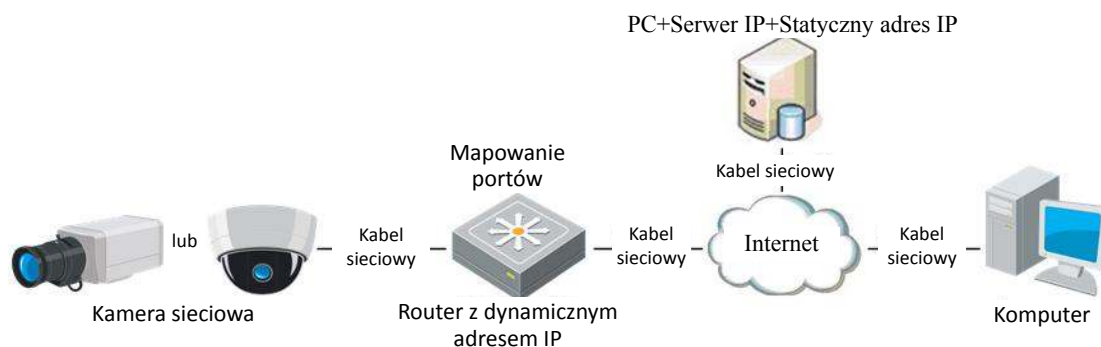 PC+Serwer IP+Statyczny adres IP
Kabel sieciowy
Mapowanie
portów
lub
Kabel
sieciowy
Kabel
sieciowy
Internet
Kabel
sieciowy
Kamera sieciowa
Router z dynamicznym
adresem IP
Komputer